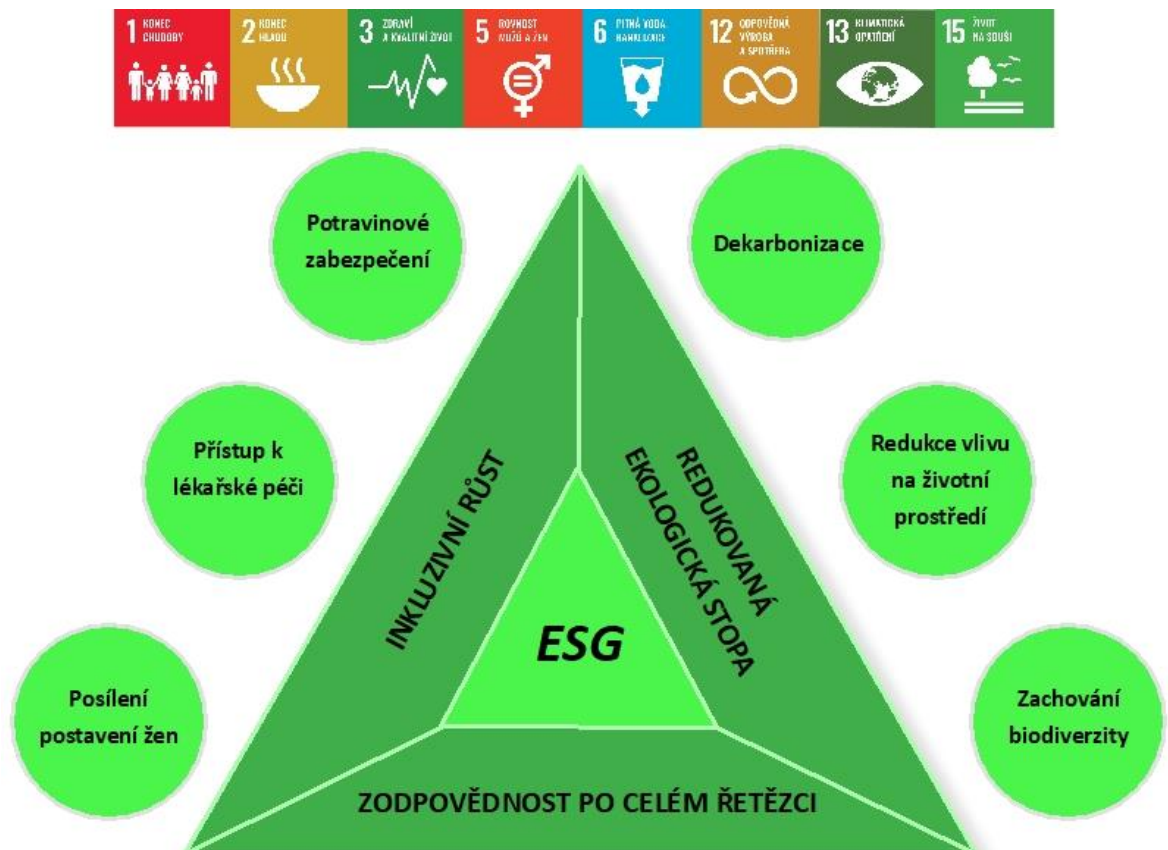 1 KONEC
CHUDOBY
2 KONEC
HLADU
3 ZDRAVÍ
A KVALITNÍ ŽIVOT
5 ROVNOST
MUŽŮ A ŽEN
6 PITNÁ VODA,
KANALIZACE
12 ODPOVĚDNÁ
VÝROBA
A SPOTŘEBA
13 KLIMATICKÁ
OPATŘENÍ
15 ŽIVOT
NA SOUŠI
Potravinové
zabezpečení
Dekarbonizace
Přístup k
lékařské péči
Redukce vlivu
na životní
prostředí
INKLUZIVNÍ RŮST
REDUKOVANÁ
EKOLOGICKÁ STOPA
ESG
Posílení
postavení žen
Zachování
biodiverzity
ZODPOVĚDNOST PO CELÉM ŘETĚZCI